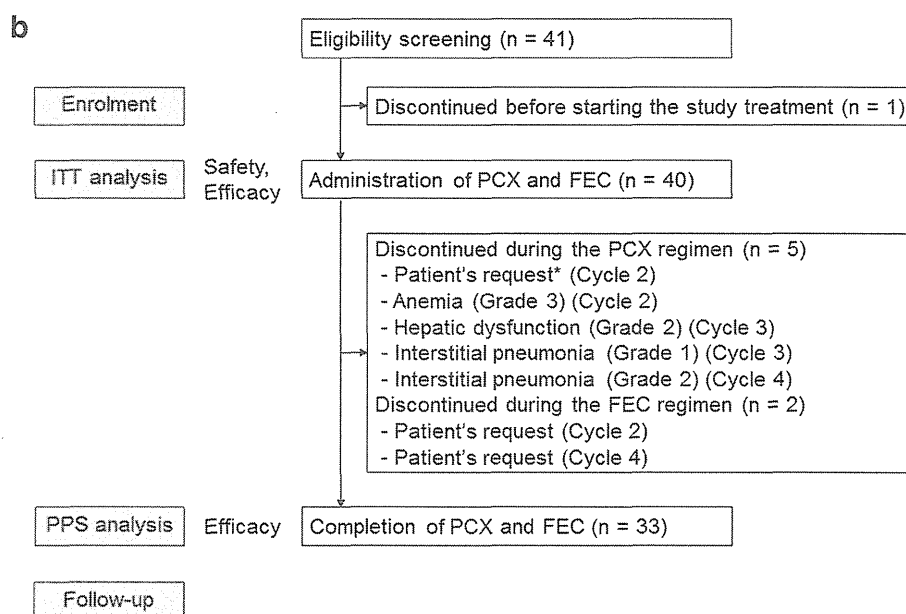 b
Eligibility screening (n = 41)
Enrolment
Discontinued before starting the study treatment (n = 1)
ITT analysis
Safety,
Efficacy
Administration of PCX and FEC (n = 40)
Discontinued during the PCX regimen (n = 5)
- Patient's request* (Cycle 2)
- Anemia (Grade 3) (Cycle 2)
- Hepatic dysfunction (Grade 2) (Cycle 3)
- Interstitial pneumonia (Grade 1) (Cycle 3)
- Interstitial pneumonia (Grade 2) (Cycle 4)
Discontinued during the FEC regimen (n = 2)
- Patient's request (Cycle 2)
- Patient's request (Cycle 4)
PPS analysis
Efficacy
Completion of PCX and FEC (n = 33)
Follow-up